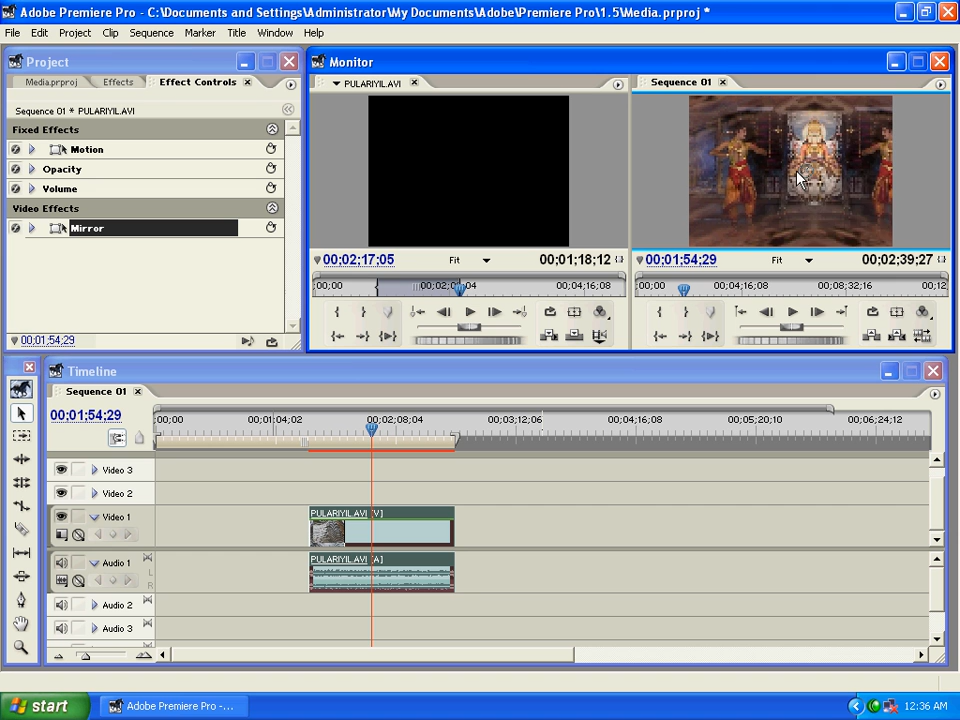 Adobe Premiere Pro - C:\Documents and Settings\Administrator\My Documents\Adobe\Premiere Pro\1.5\Media.prproj *
File Edit Project Clip Sequence Marker Title Window Help
Project
Monitor
Media.prproj Effects Effect Controls
PULARIYIL.AVI
Sequence 01
Sequence 01 * PULARIYIL.AVI
Fixed Effects
Motion
Opacity
Volume
Video Effects
Mirror
00;02;17;05 Fit 00;01;18;12
00;01;54;29 Fit 00;02;39;27
00;04;16;08
;00;00 00;04;16;08 00;08;32;16 00;12
00;01;54;29
Timeline
Sequence 01
00;01;54;29
;00;00 00;01;04;02 00;02;08;04 00;03;12;06 00;04;16;08 00;05;20;10 00;06;24;12
Video 3
Video 2
PULARIYIL.AVI [V]
Video 1
PULARIYIL.AVI [A]
Audio 1
L
R
Audio 2
Audio 3
start
Adobe Premiere Pro -...
12:36 AM